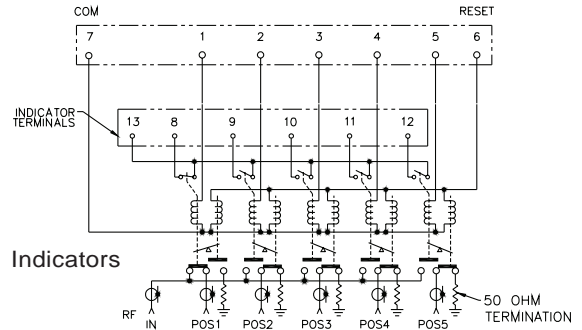 COM RESET
7 1 2 3 4 5 6
INDICATOR
TERMINALS
13 8 9 10 11 12
Indicators
RF
IN POS1 POS2 POS3 POS4 POS5
50 OHM
TERMINATION